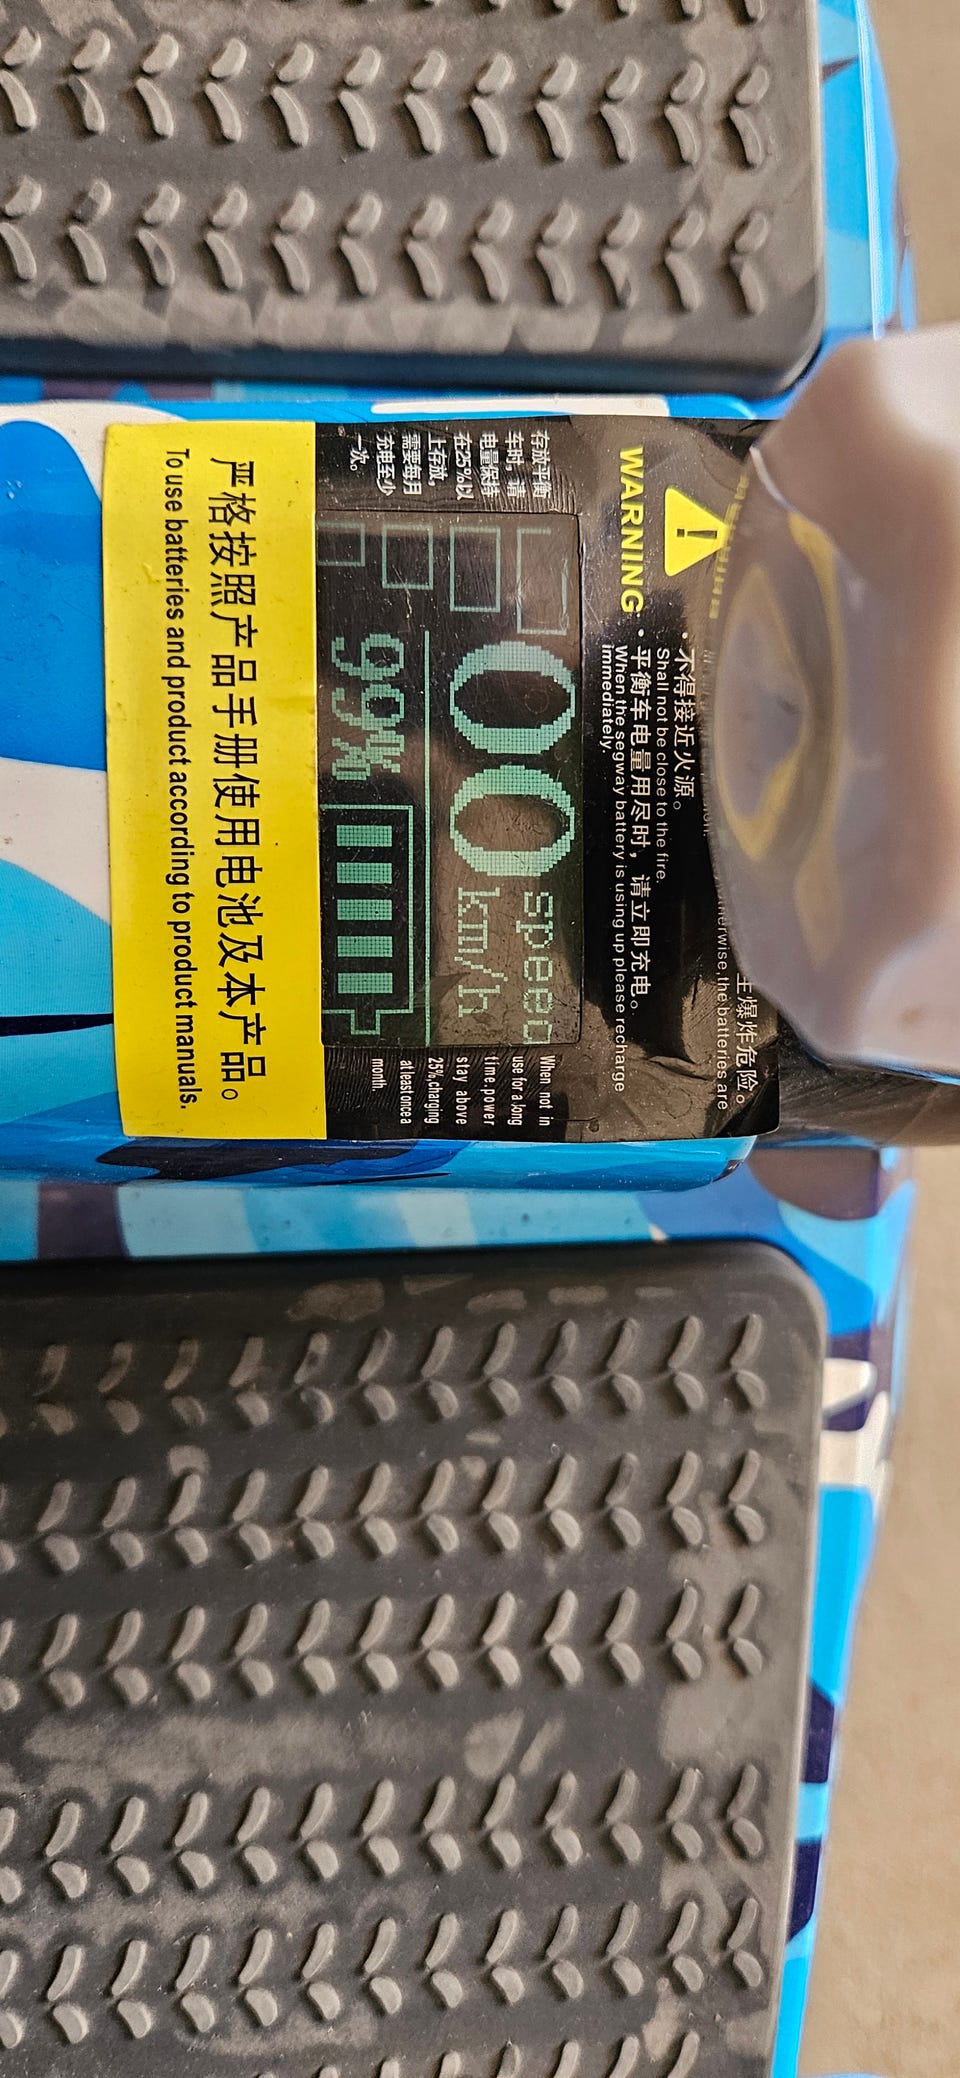 主爆炸危险。
otherwise,the batteries are
WARNING
· 不得接近火源。
Shall not be close to the fire.
· 平衡车电量用尽时，请立即充电。
When the segway battery is using up please recharge
immediately.
存放平衡
车时，请
电量保持
在25%以
上存放，
需要每月
充电至少
一次。
00 speed
km/h
99%
When not in
use for a long
time,power
stay above
25%,charging
at least once a
month
严格按照产品手册使用电池及本产品。
To use batteries and product according to product manuals.